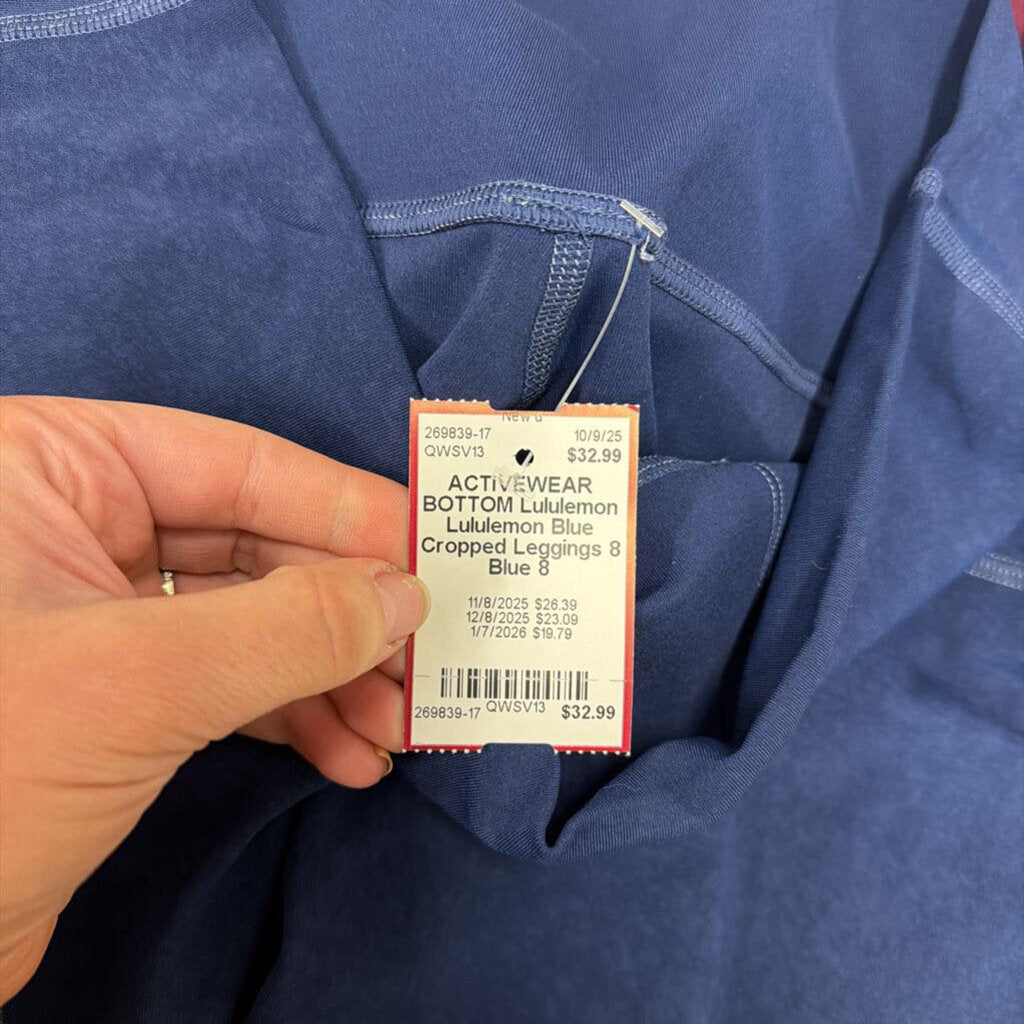 New u
269839-17 10/9/25
QWSV13 $32.99
ACTIVEWEAR
BOTTOM Lululemon
Lululemon Blue
Cropped Leggings 8
Blue 8
11/8/2025 $26.39
12/8/2025 $23.09
1/7/2026 $19.79
269839-17 QWSV13 $32.99